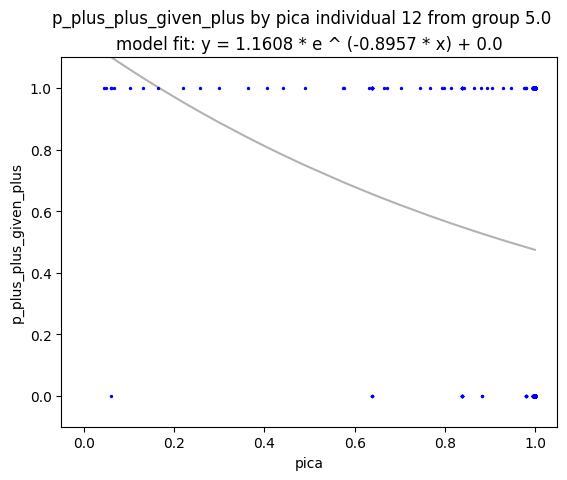 p_plus_plus_given_plus by pica individual 12 from group 5.0
model fit: y = 1.1608 * e ^ (-0.8957 * x) + 0.0
1.0
0.8
0.6
0.4
0.2
0.0
p_plus_plus_given_plus
0.0 0.2 0.4 0.6 0.8 1.0
pica